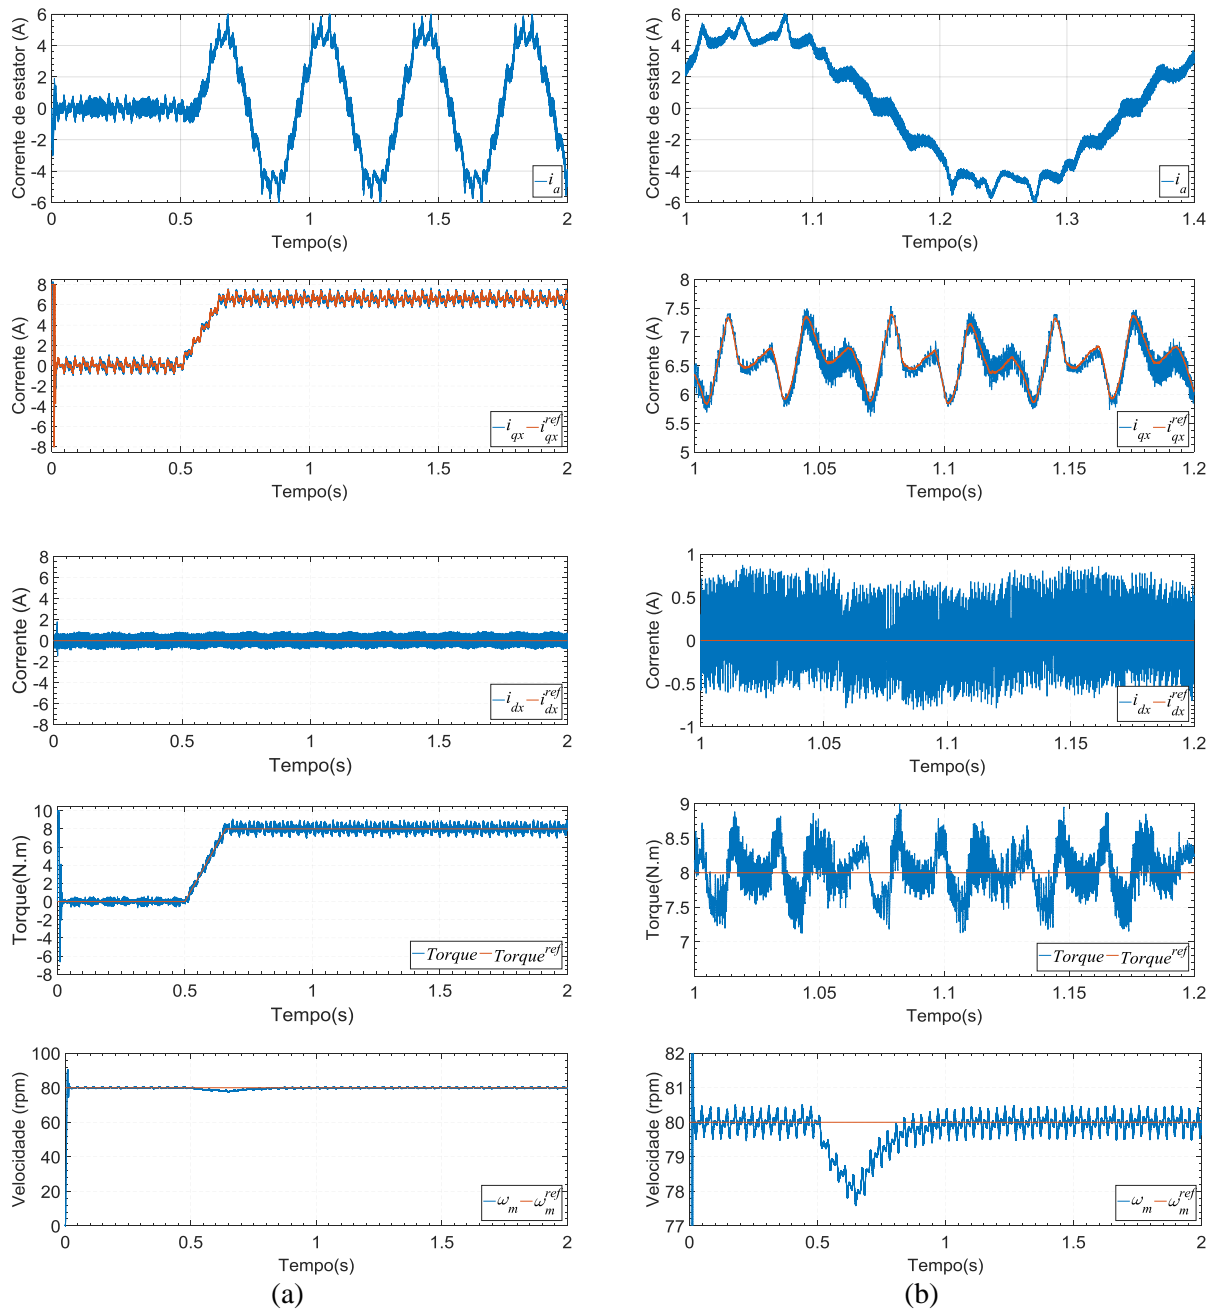 6
4
2
0
-2
-4
-6
Corrente de estator (A)
i_a
0 0.5 1 1.5 2
Tempo(s)
6
4
2
0
-2
-4
-6
Corrente de estator (A)
i_a
1 1.1 1.2 1.3 1.4
Tempo(s)
8
6
4
2
0
-2
-4
-6
-8
Corrente (A)
i_qx i_qx^ref
0 0.5 1 1.5 2
Tempo(s)
8
7.5
7
6.5
6
5.5
5
Corrente (A)
i_qx i_qx^ref
1 1.05 1.1 1.15 1.2
Tempo(s)
8
6
4
2
0
-2
-4
-6
-8
Corrente (A)
i_dx i_dx^ref
0 0.5 1 1.5 2
Tempo(s)
1
0.5
0
-0.5
-1
Corrente (A)
i_dx i_dx^ref
1 1.05 1.1 1.15 1.2
Tempo(s)
10
8
6
4
2
0
-2
-4
-6
-8
Torque(N.m)
Torque Torque^ref
0 0.5 1 1.5 2
Tempo(s)
9
8.5
8
7.5
7
Torque(N.m)
Torque Torque^ref
1 1.05 1.1 1.15 1.2
Tempo(s)
100
80
60
40
20
0
Velocidade (rpm)
ω_m ω_m^ref
0 0.5 1 1.5 2
Tempo(s)
82
81
80
79
78
77
Velocidade (rpm)
ω_m ω_m^ref
0 0.5 1 1.5 2
Tempo(s)
(a) (b)